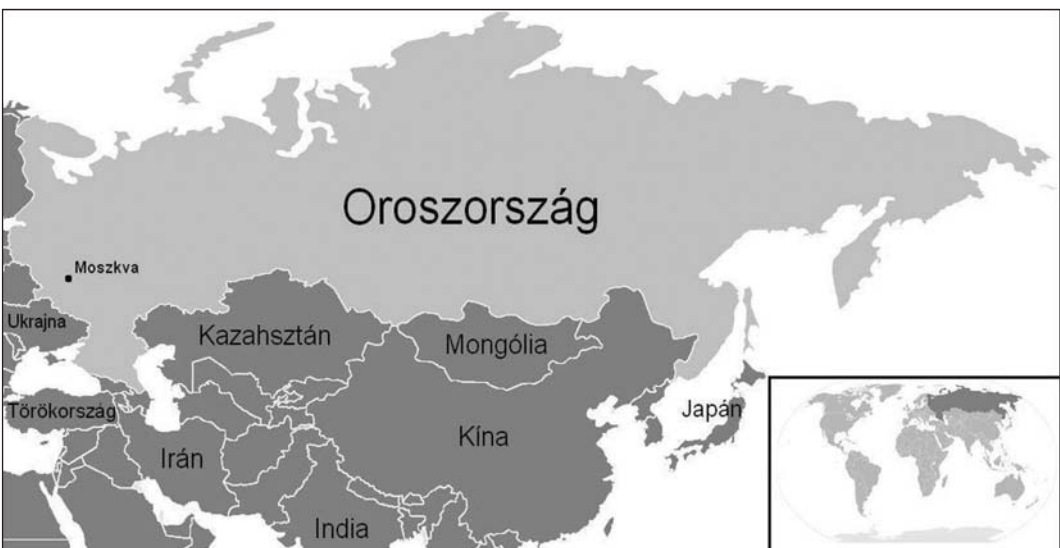 Oroszország
Moszkva
Ukrajna
Kazahsztán
Mongólia
Törökország
Japán
Kína
Irán
India